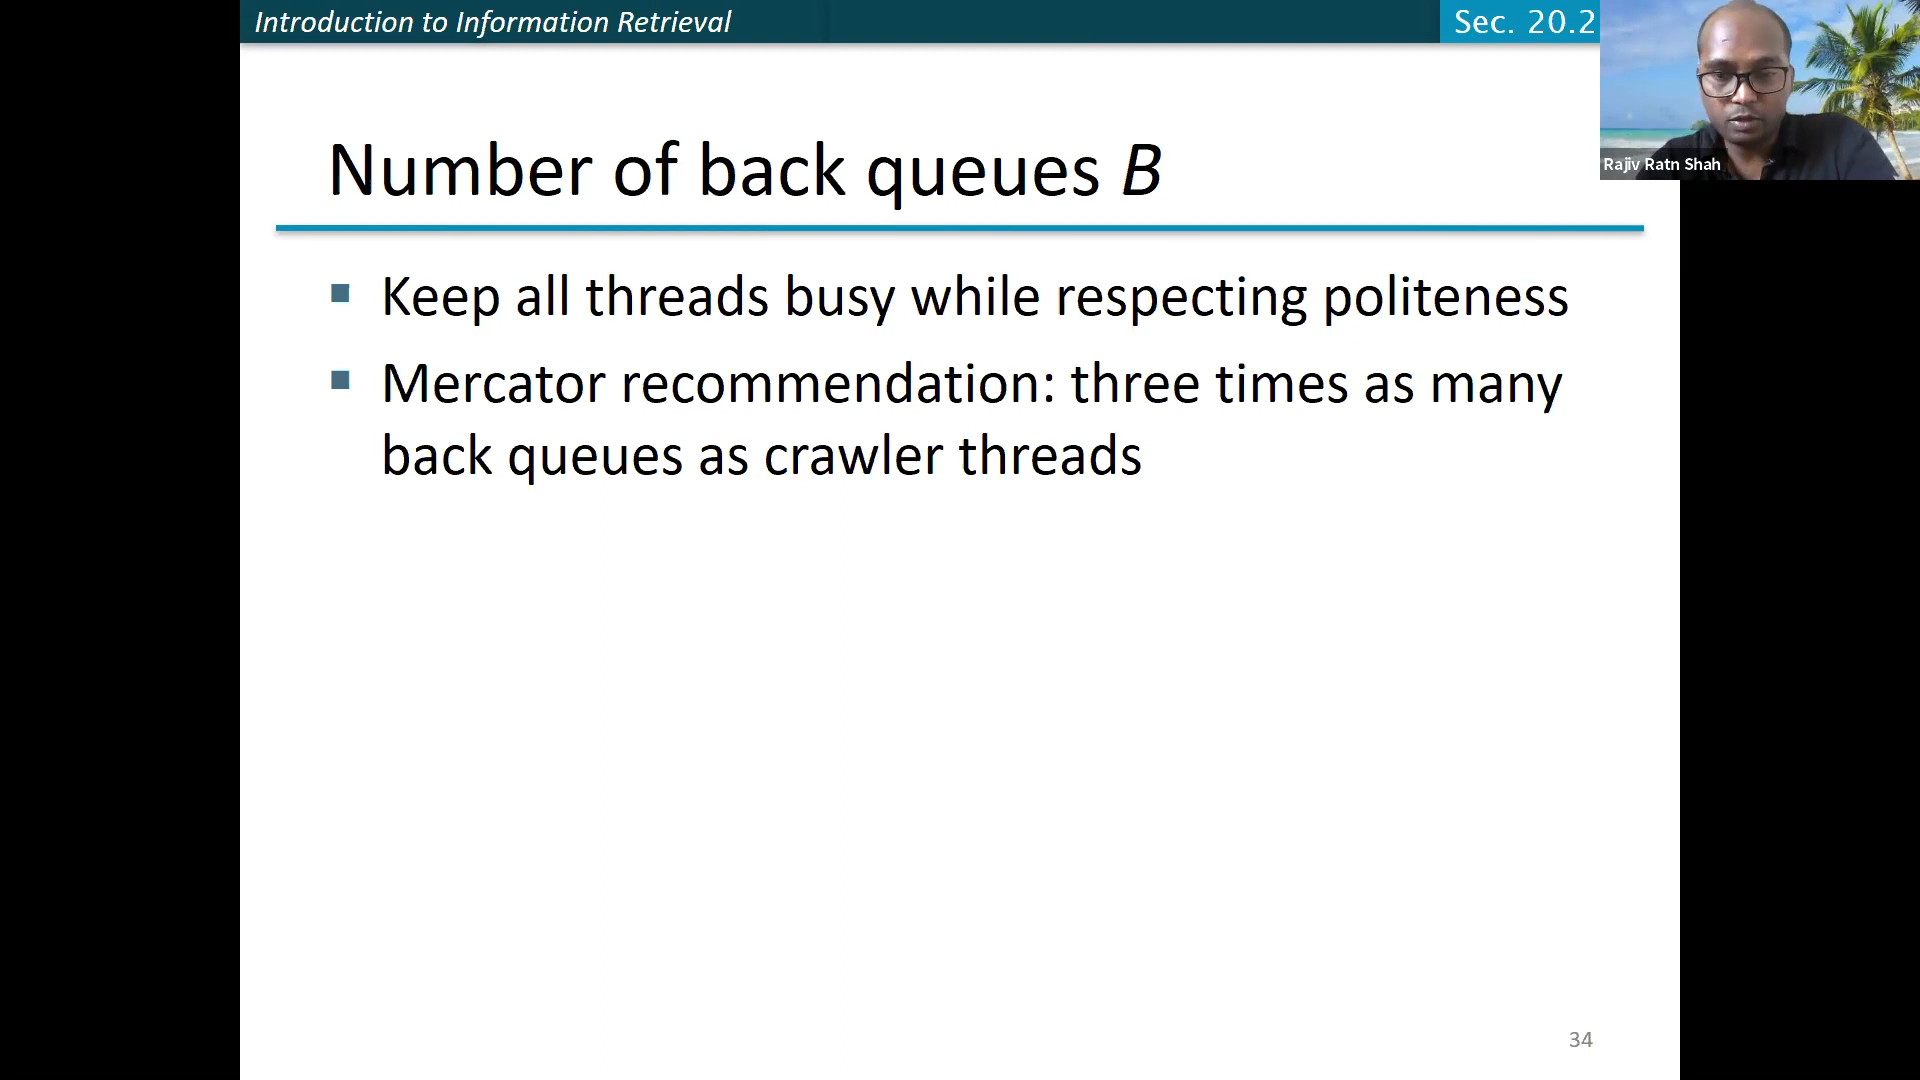 Introduction to Information Retrieval
Sec. 20.2
Rajiv Ratn Shah
Number of back queues B
Keep all threads busy while respecting politeness
Mercator recommendation: three times as many
back queues as crawler threads
34